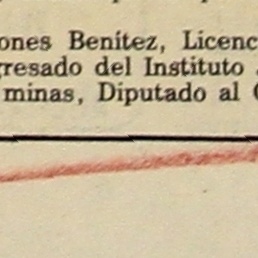 ones Benítez, Licenc
gresado del Instituto
minas, Diputado al